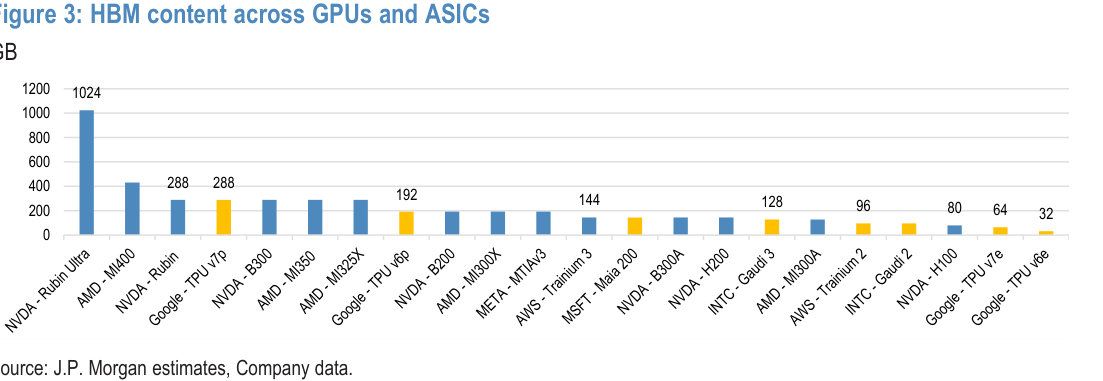 Figure 3: HBM content across GPUs and ASICs
GB
1200
1000
800
600
400
200
0
1024
288
288
192
144
128
96
80
64
32
NVDA - Rubin Ultra
AMD - MI400
NVDA - Rubin
Google - TPU v7p
NVDA - B300
AMD - MI350
AMD - MI325X
Google - TPU v6p
NVDA - B200
AMD - MI300X
META - MTIAv3
AWS - Trainium 3
MSFT - Maia 200
NVDA - B300A
NVDA - H200
INTC - Gaudi 3
AMD - MI300A
AWS - Trainium 2
INTC - Gaudi 2
NVDA - H100
Google - TPU v7e
Google - TPU v6e
ource: J.P. Morgan estimates, Company data.